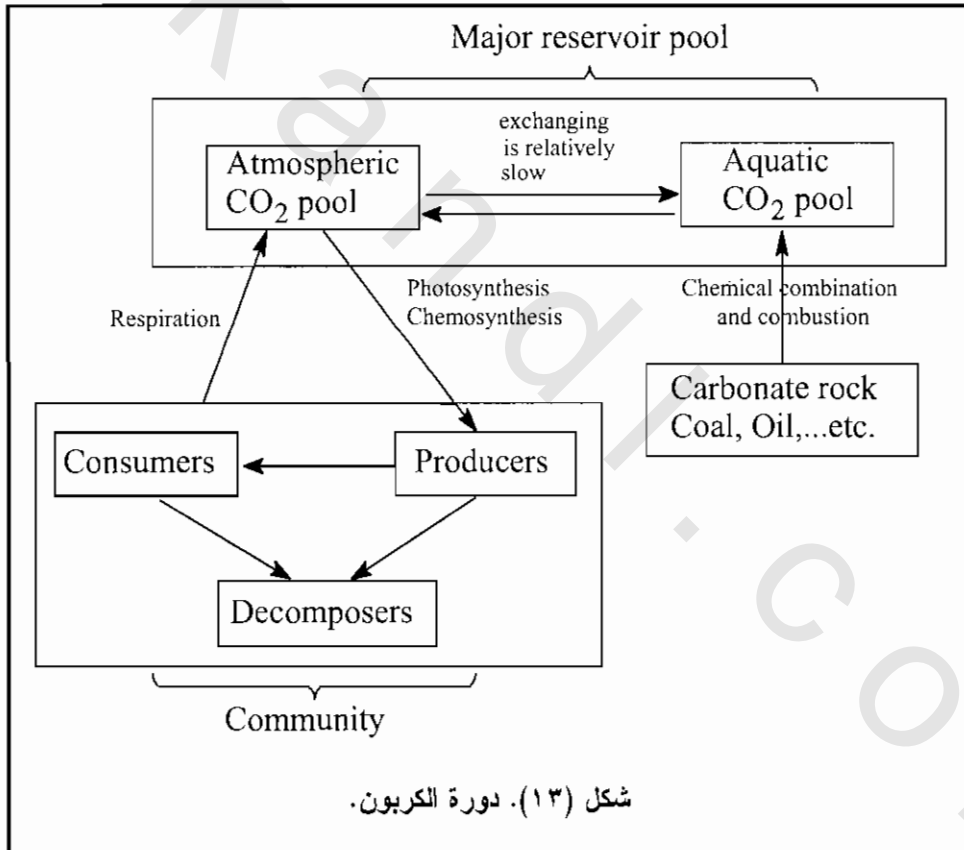 Major reservoir pool
exchanging
is relatively
slow
Atmospheric
CO₂ pool
Aquatic
CO₂ pool
Respiration
Photosynthesis
Chemosynthesis
Chemical combination
and combustion
Carbonate rock
Coal, Oil,...etc.
Consumers
Producers
Decomposers
Community
شكل (١٣). دورة الكربون.